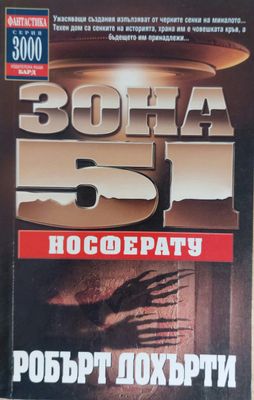 ФАНТАСТИКА
СЕРИЯ
3000
ИЗДАТЕЛСКА КЪЩА
БАРД
Ужасяващи създания изпълзяват от черните сенки на миналото...
Техен дом са сенките на историята, храна им е човешката кръв, а
бъдещето им принадлежи...
ЗОНА
51
НОСФЕРАТУ
РОБЪРТ ДОХЪРТИ